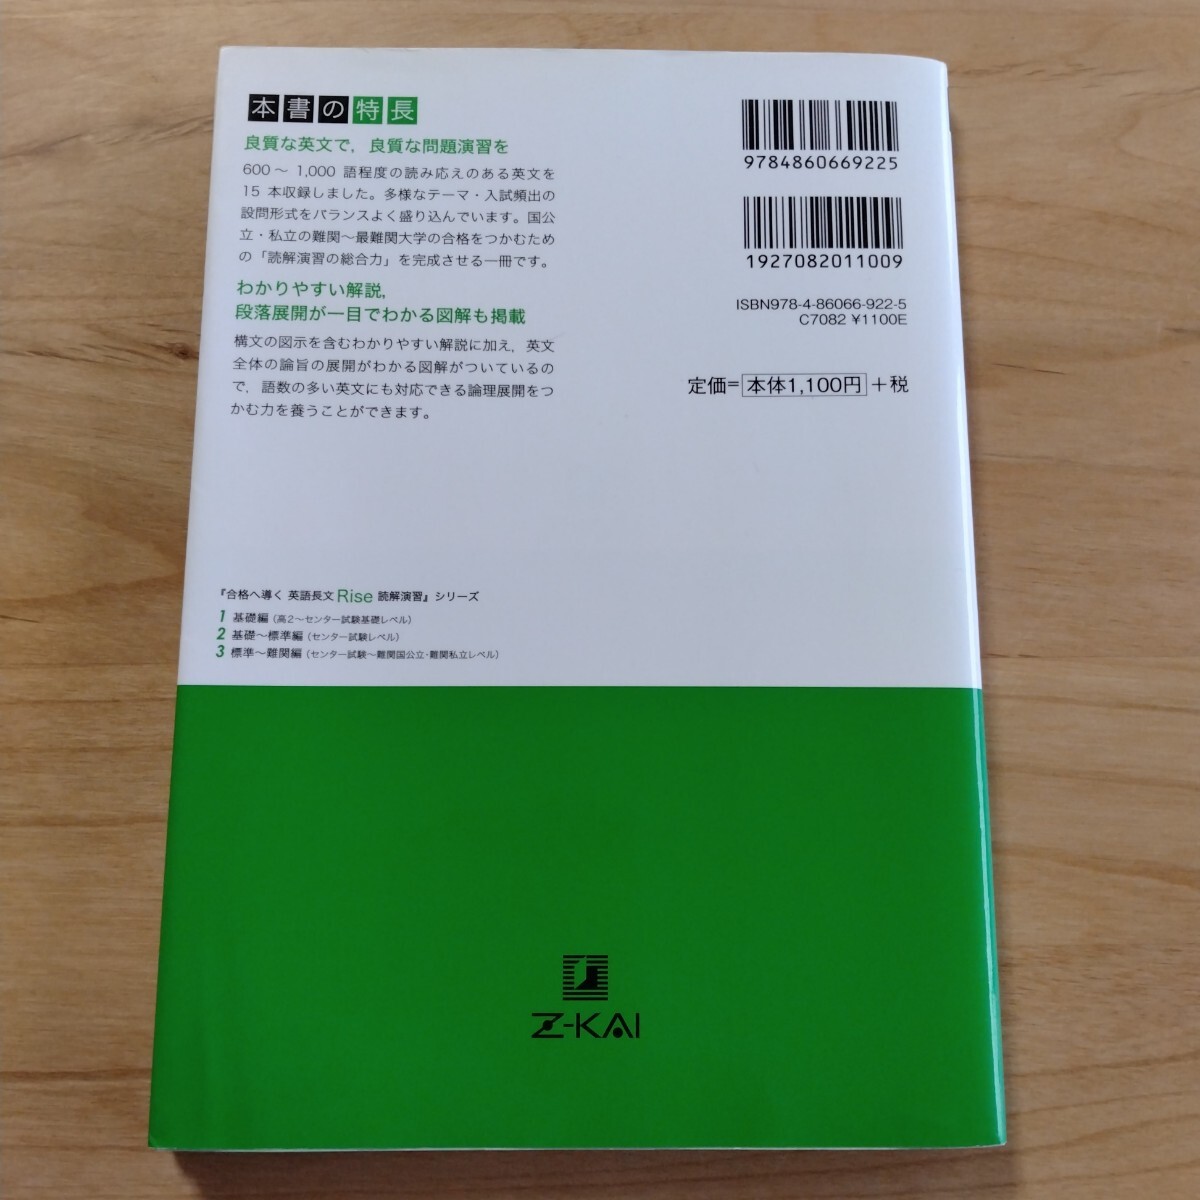 本書の特長
良質な英文で，良質な問題演習を
600～1,000 語程度の読み応えのある英文を
15 本収録しました。多様なテーマ・入試頻出の
設問形式をバランスよく盛り込んでいます。国公
立・私立の難関～最難関大学の合格をつかむため
の「読解演習の総合力」を完成させる一冊です。
わかりやすい解説，
段落展開が一目でわかる図解も掲載
構文の図示を含むわかりやすい解説に加え，英文
全体の論旨の展開がわかる図解がついているの
で，語数の多い英文にも対応できる論理展開をつ
かむ力を養うことができます。
9784860669225
1927082011009
ISBN978-4-86066-922-5
C7082 ¥1100E
定価=本体1,100円+税
『合格へ導く 英語長文 Rise 読解演習』シリーズ
1 基礎編（高2～センター試験基礎レベル）
2 基礎～標準編（センター試験レベル）
3 標準～難関編（センター試験～難関国公立・難関私立レベル）
Z-KAI